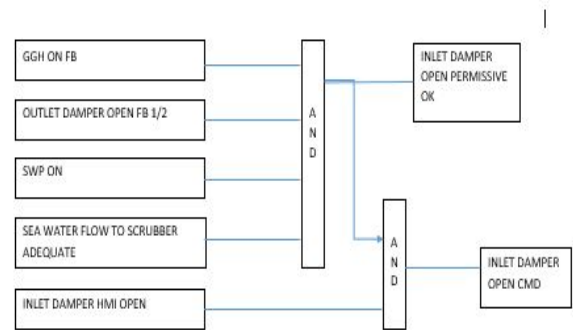 GGH ON FB
INLET DAMPER
OPEN PERMISSIVE
OK
OUTLET DAMPER OPEN FB 1/2
A
N
D
SWP ON
SEA WATER FLOW TO SCRUBBER
ADEQUATE
A
N
D
INLET DAMPER
OPEN CMD
INLET DAMPER HMI OPEN